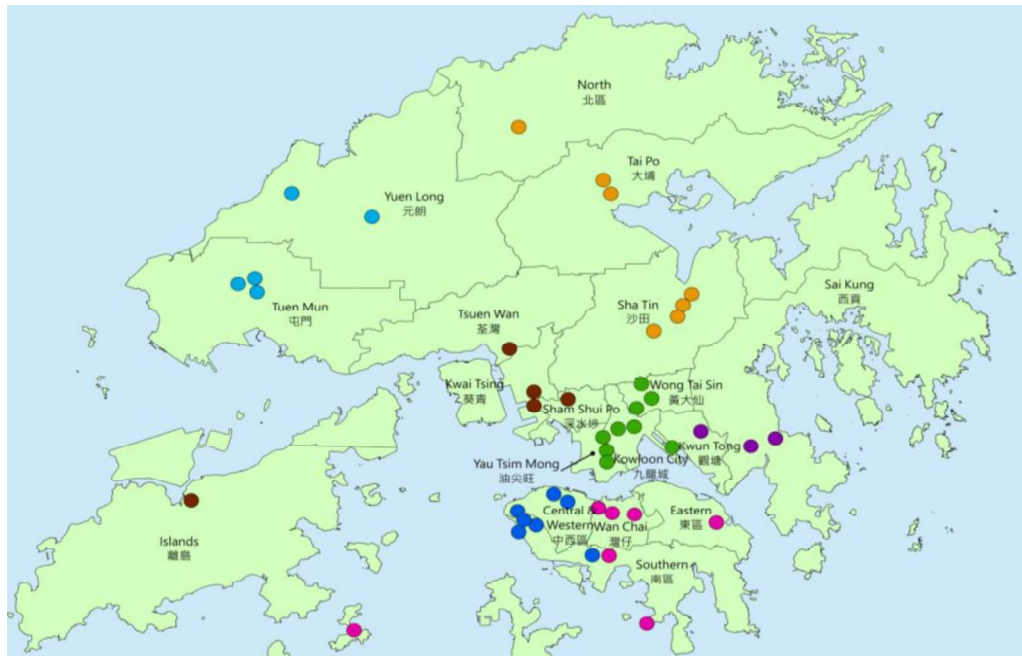 North
北區
Tai Po
大埔
Yuen Long
元朗
Sai Kung
西貢
Tuen Mun
屯門
Sha Tin
沙田
Tsuen Wan
荃灣
Kwai Tsing
葵青
Wong Tai Sin
黃大仙
Sham Shui Po
深水埗
Kwun Tong
觀塘
Yau Tsim Mong
油尖旺
Kowloon City
九龍城
Central &
Western
中西區
Wan Chai
灣仔
Eastern
東區
Islands
離島
Southern
南區